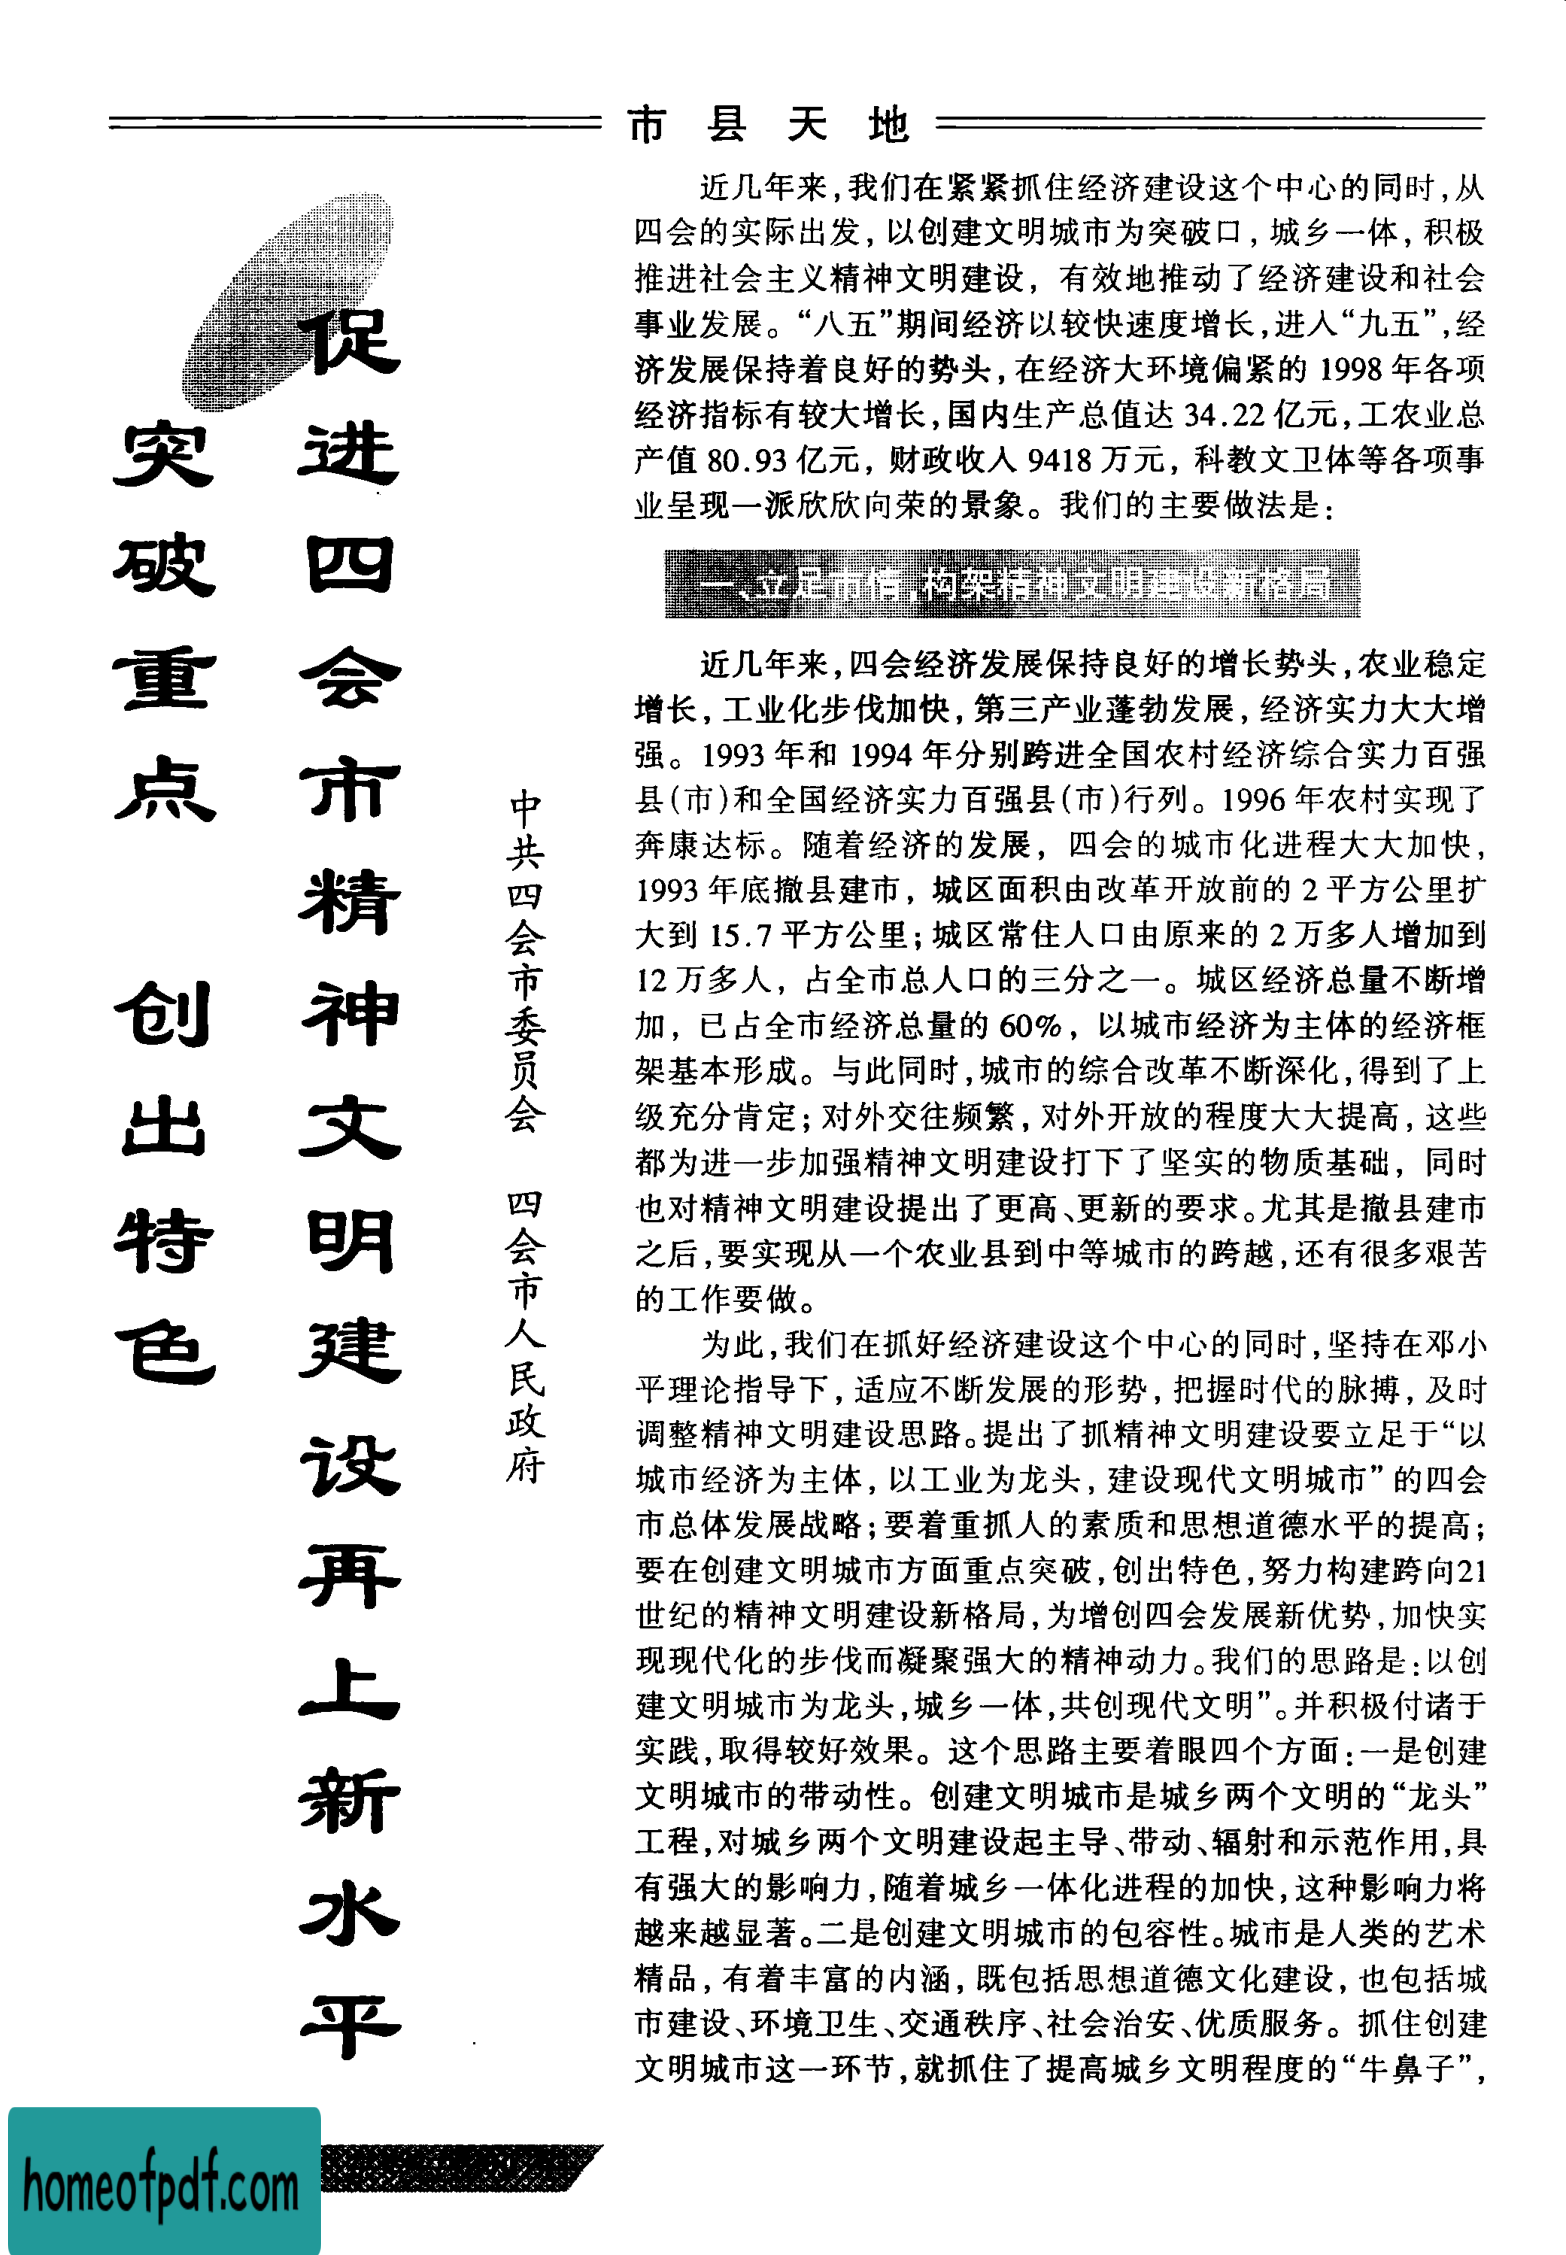 市县天地
突破重点 创出特色
促进四会市精神文明建设再上新水平
中共四会市委员会 四会市人民政府
近几年来,我们在紧紧抓住经济建设这个中心的同时,从
四会的实际出发,以创建文明城市为突破口,城乡一体,积极
推进社会主义精神文明建设,有效地推动了经济建设和社会
事业发展。“八五”期间经济以较快速度增长,进入“九五”,经
济发展保持着良好的势头,在经济大环境偏紧的 1998 年各项
经济指标有较大增长,国内生产总值达 34.22 亿元,工农业总
产值 80.93 亿元,财政收入 9418 万元,科教文卫体等各项事
业呈现一派欣欣向荣的景象。我们的主要做法是:
一、立足市情,构架精神文明建设新格局
近几年来,四会经济发展保持良好的增长势头,农业稳定
增长,工业化步伐加快,第三产业蓬勃发展,经济实力大大增
强。1993 年和 1994 年分别跨进全国农村经济综合实力百强
县(市)和全国经济实力百强县(市)行列。1996 年农村实现了
奔康达标。随着经济的发展,四会的城市化进程大大加快,
1993 年底撤县建市,城区面积由改革开放前的 2 平方公里扩
大到 15.7 平方公里;城区常住人口由原来的 2 万多人增加到
12 万多人,占全市总人口的三分之一。城区经济总量不断增
加,已占全市经济总量的 60%,以城市经济为主体的经济框
架基本形成。与此同时,城市的综合改革不断深化,得到了上
级充分肯定;对外交往频繁,对外开放的程度大大提高,这些
都为进一步加强精神文明建设打下了坚实的物质基础,同时
也对精神文明建设提出了更高、更新的要求。尤其是撤县建市
之后,要实现从一个农业县到中等城市的跨越,还有很多艰苦
的工作要做。
为此,我们在抓好经济建设这个中心的同时,坚持在邓小
平理论指导下,适应不断发展的形势,把握时代的脉搏,及时
调整精神文明建设思路。提出了抓精神文明建设要立足于“以
城市经济为主体,以工业为龙头,建设现代文明城市”的四会
市总体发展战略;要着重抓人的素质和思想道德水平的提高;
要在创建文明城市方面重点突破,创出特色,努力构建跨向21
世纪的精神文明建设新格局,为增创四会发展新优势,加快实
现现代化的步伐而凝聚强大的精神动力。我们的思路是:以创
建文明城市为龙头,城乡一体,共创现代文明”。并积极付诸于
实践,取得较好效果。这个思路主要着眼四个方面:一是创建
文明城市的带动性。创建文明城市是城乡两个文明的“龙头”
工程,对城乡两个文明建设起主导、带动、辐射和示范作用,具
有强大的影响力,随着城乡一体化进程的加快,这种影响力将
越来越显著。二是创建文明城市的包容性。城市是人类的艺术
精品,有着丰富的内涵,既包括思想道德文化建设,也包括城
市建设、环境卫生、交通秩序、社会治安、优质服务。抓住创建
文明城市这一环节,就抓住了提高城乡文明程度的“牛鼻子”,
homeofpdf.com